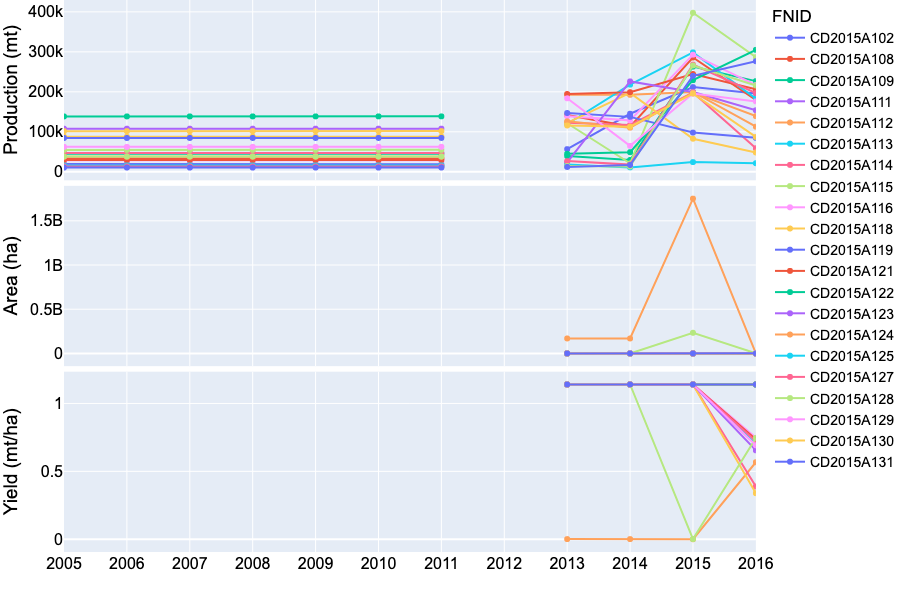 Production (mt)
400k
300k
200k
100k
0
Area (ha)
1.5B
1B
0.5B
0
Yield (mt/ha)
1
0.5
0
2005 2006 2007 2008 2009 2010 2011 2012 2013 2014 2015 2016
FNID
CD2015A102
CD2015A108
CD2015A109
CD2015A111
CD2015A112
CD2015A113
CD2015A114
CD2015A115
CD2015A116
CD2015A118
CD2015A119
CD2015A121
CD2015A122
CD2015A123
CD2015A124
CD2015A125
CD2015A127
CD2015A128
CD2015A129
CD2015A130
CD2015A131